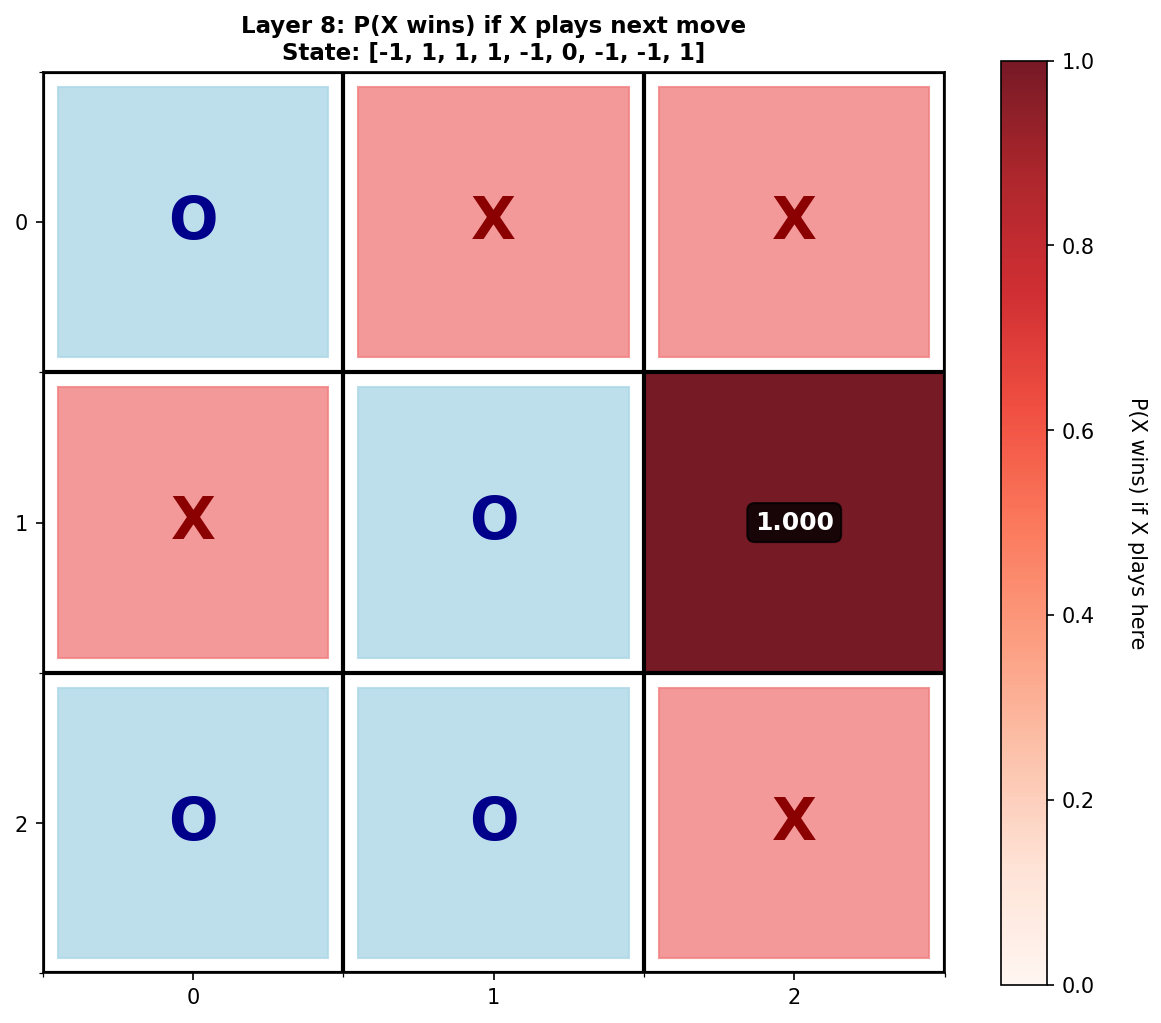 Layer 8: P(X wins) if X plays next move
State: [-1, 1, 1, 1, -1, 0, -1, -1, 1]
0
O
X
X
1
X
O
1.000
2
O
O
X
0
1
2
1.0
0.8
0.6
0.4
0.2
0.0
P(X wins) if X plays here